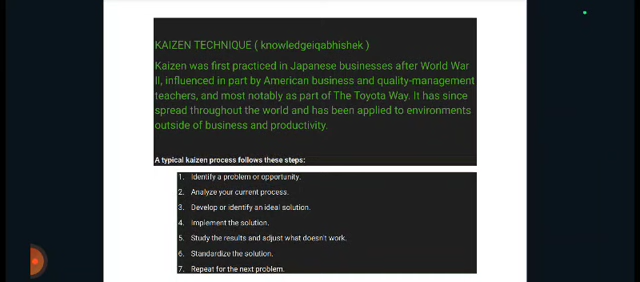 KAIZEN TECHNIQUE ( knowledgeiqabhishek )
Kaizen was first practiced in Japanese businesses after World War
II, influenced in part by American business and quality-management
teachers, and most notably as part of The Toyota Way. It has since
spread throughout the world and has been applied to environments
outside of business and productivity.
A typical kaizen process follows these steps:
1. Identify a problem or opportunity.
2. Analyze your current process.
3. Develop or identify an ideal solution.
4. Implement the solution.
5. Study the results and adjust what doesn't work.
6. Standardize the solution.
7. Repeat for the next problem.